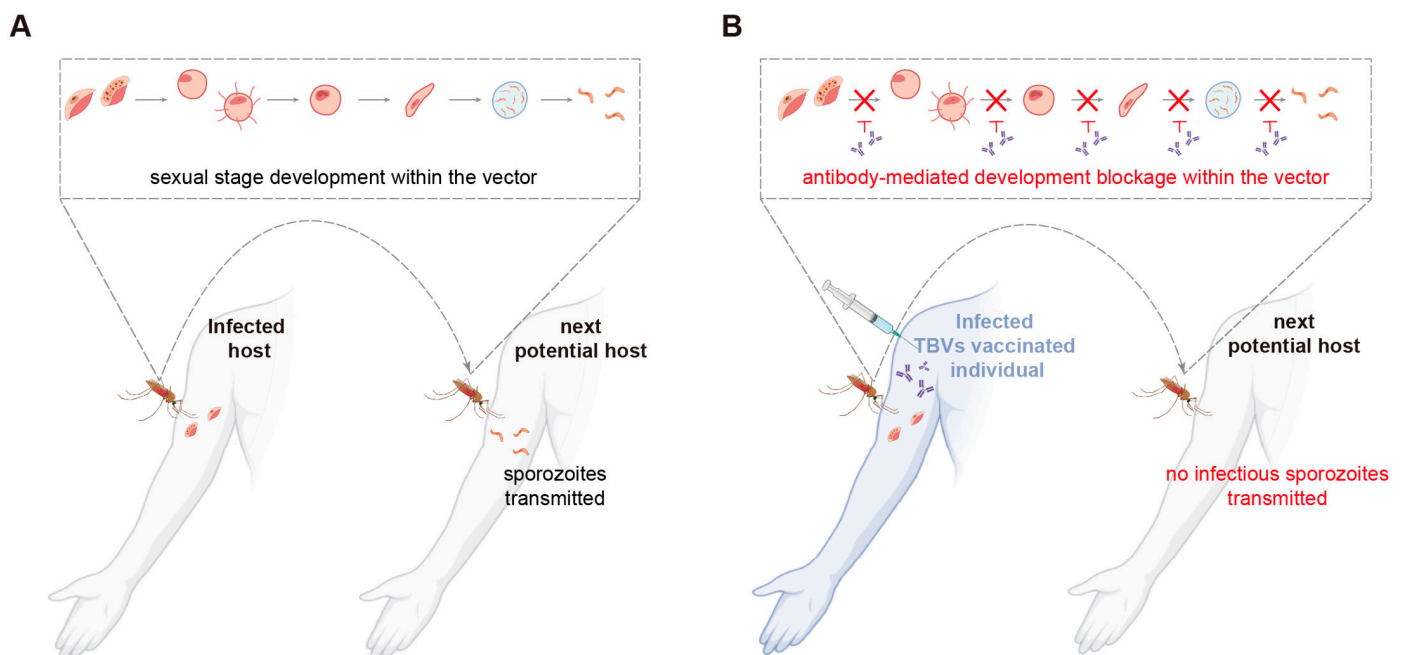 A
sexual stage development within the vector
Infected
host
next
potential host
sporozoites
transmitted
B
antibody-mediated development blockage within the vector
Infected
TBVs vaccinated
individual
next
potential host
no infectious sporozoites
transmitted